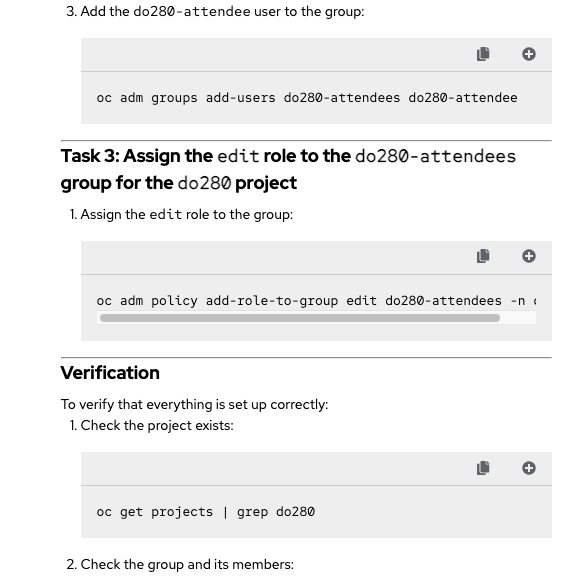 3. Add the do280-attendee user to the group:
oc adm groups add-users do280-attendees do280-attendee
Task 3: Assign the edit role to the do280-attendees
group for the do280 project
1. Assign the edit role to the group:
oc adm policy add-role-to-group edit do280-attendees -n
Verification
To verify that everything is set up correctly:
1. Check the project exists:
oc get projects | grep do280
2. Check the group and its members: